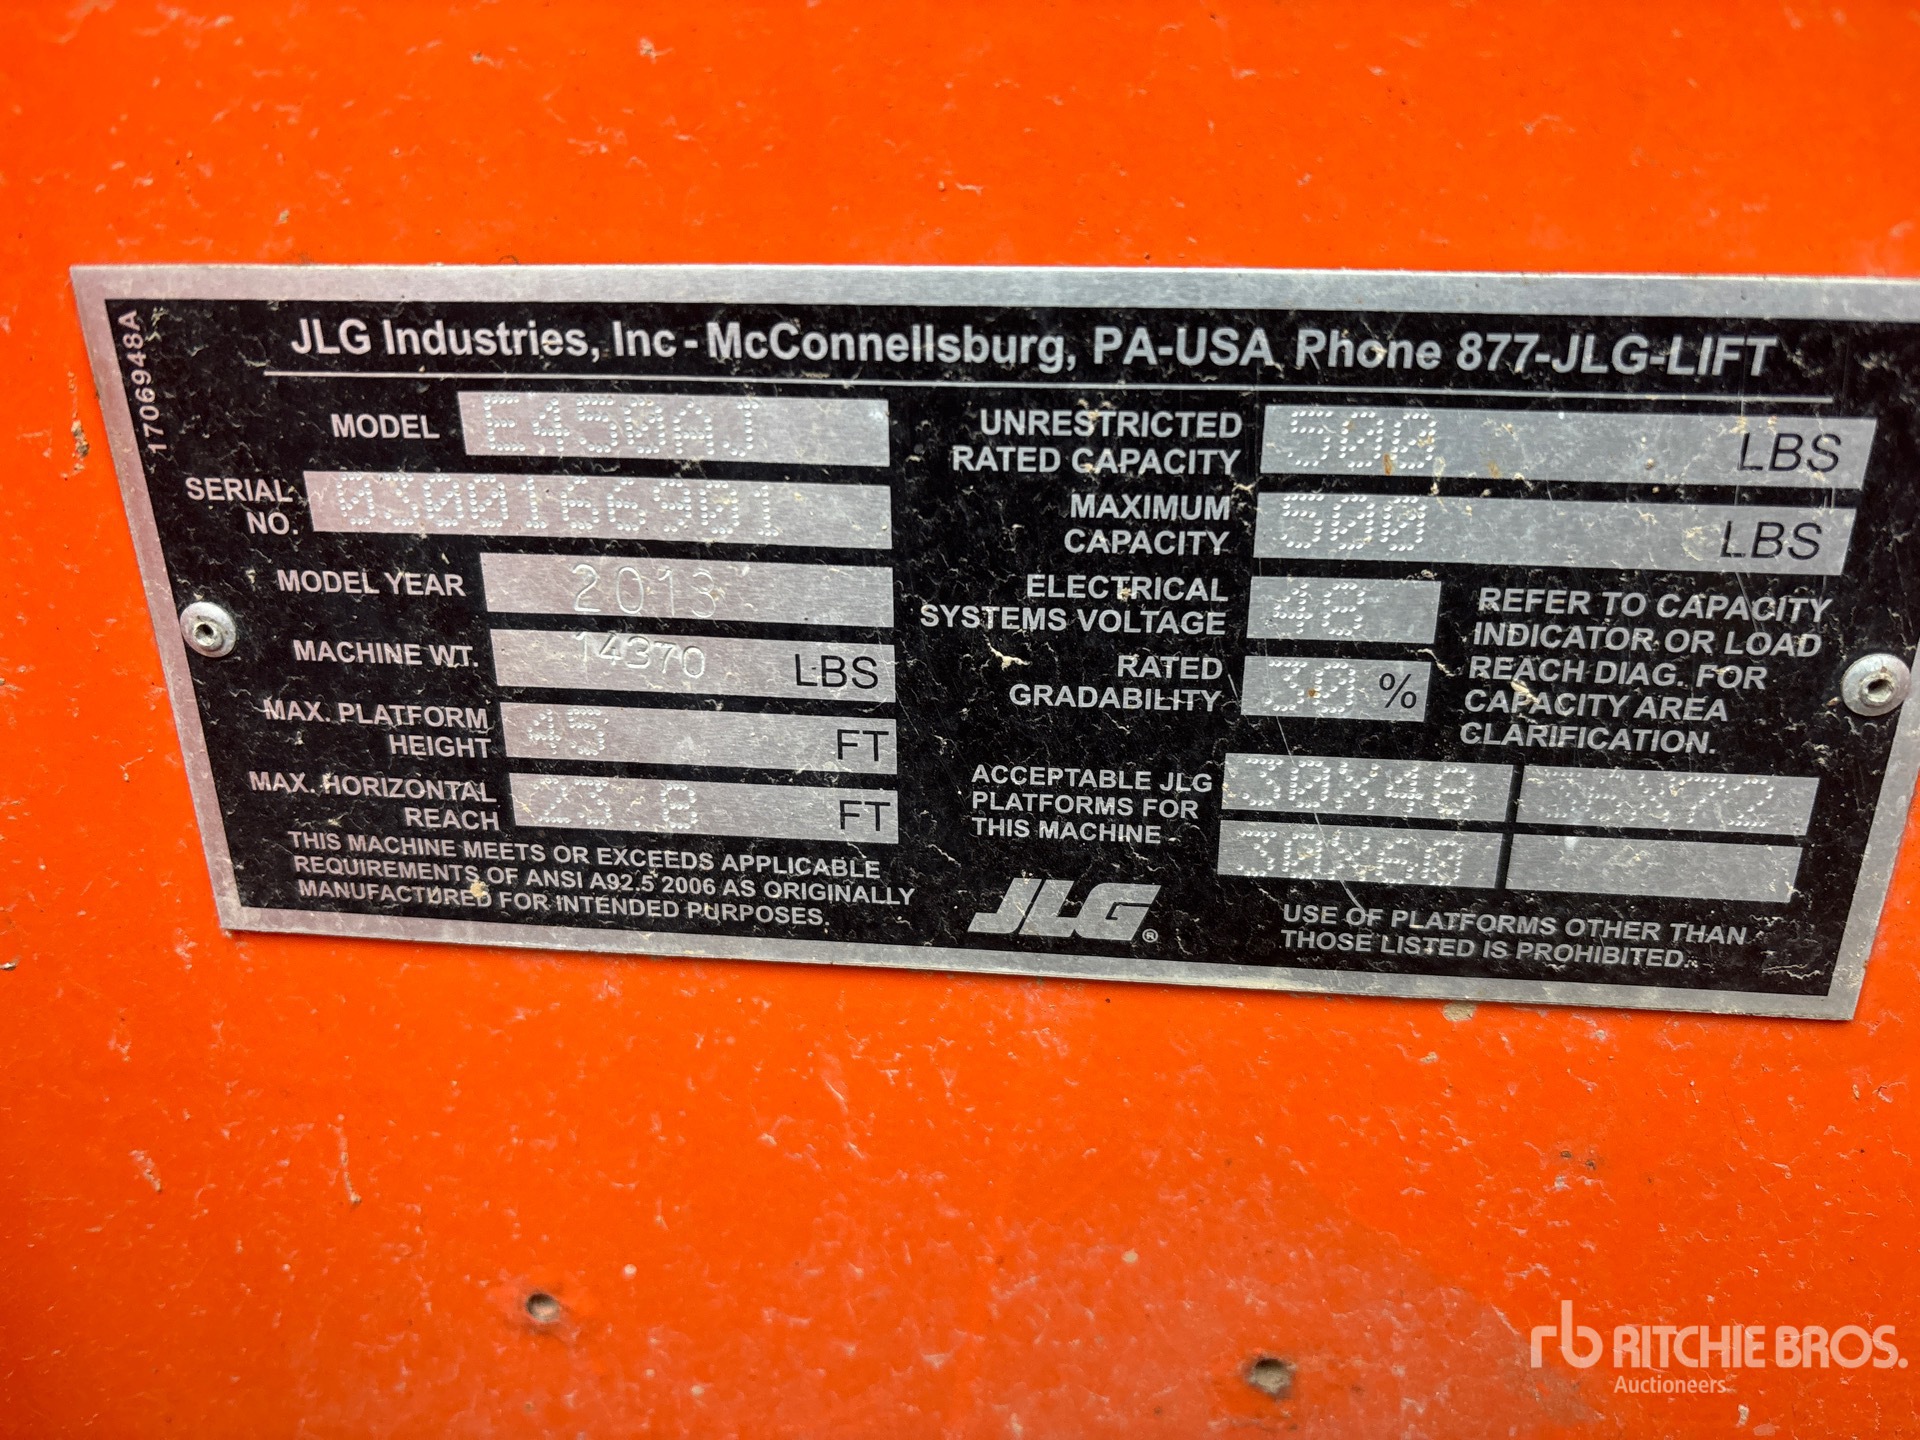 1706948A
JLG Industries, Inc - McConnellsburg, PA-USA Phone 877-JLG-LIFT
MODEL E450AJ
SERIAL NO. 0300166901
MODEL YEAR 2013
MACHINE WT. 14370 LBS
MAX. PLATFORM HEIGHT 45 FT
MAX. HORIZONTAL REACH 23.8 FT
THIS MACHINE MEETS OR EXCEEDS APPLICABLE
REQUIREMENTS OF ANSI A92.5 2006 AS ORIGINALLY
MANUFACTURED FOR INTENDED PURPOSES.
UNRESTRICTED RATED CAPACITY 500 LBS
MAXIMUM CAPACITY 500 LBS
ELECTRICAL SYSTEMS VOLTAGE 48
RATED GRADABILITY 30 %
REFER TO CAPACITY
INDICATOR OR LOAD
REACH DIAG. FOR
CAPACITY AREA
CLARIFICATION.
ACCEPTABLE JLG
PLATFORMS FOR
THIS MACHINE
30X48 36X72
30X60
JLG®
USE OF PLATFORMS OTHER THAN
THOSE LISTED IS PROHIBITED.
rb RITCHIE BROS.
Auctioneers